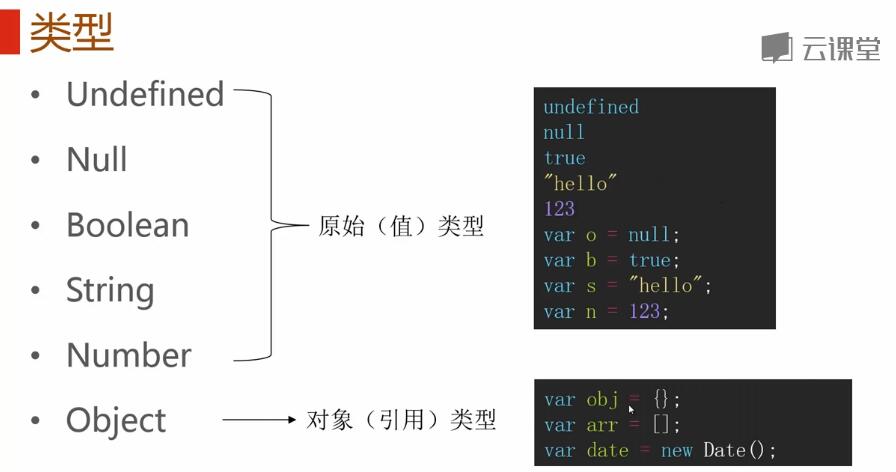 类型
云课堂
• Undefined
• Null
• Boolean
• String
• Number
• Object
原始（值）类型
对象（引用）类型
undefined
null
true
"hello"
123
var o = null;
var b = true;
var s = "hello";
var n = 123;
var obj = {};
var arr = [];
var date = new Date();